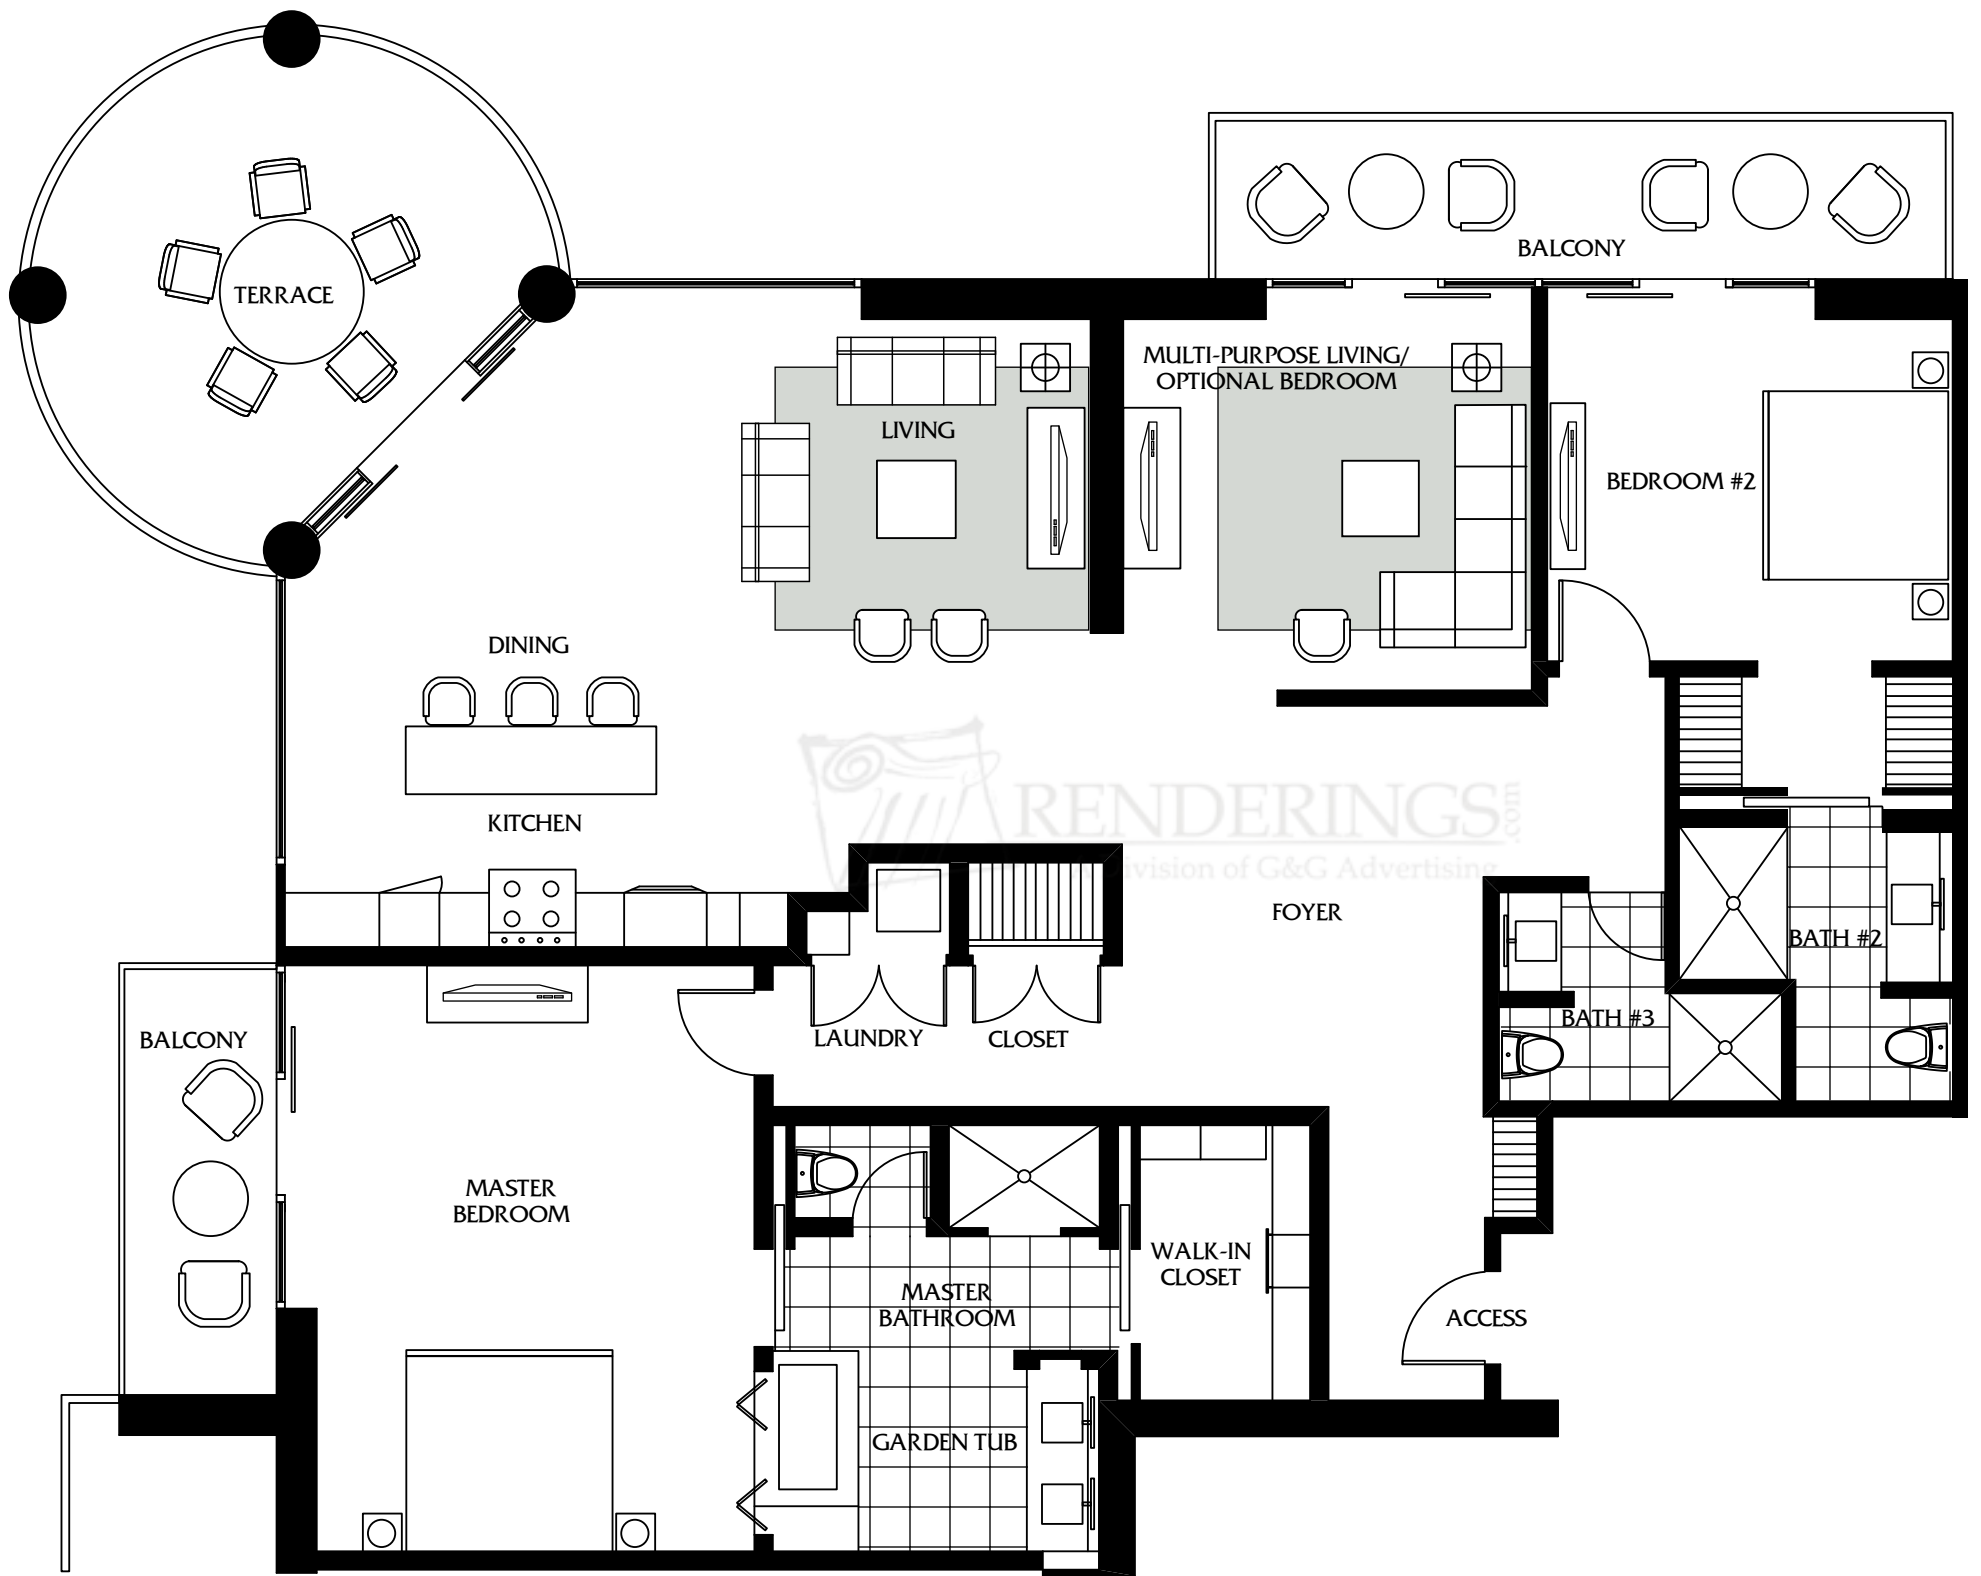 BALCONY
TERRACE
MULTI-PURPOSE LIVING/
OPTIONAL BEDROOM
LIVING
BEDROOM #2
DINING
RENDERINGS.com
A Division of G&G Advertising
KITCHEN
FOYER
BATH #2
BATH #3
BALCONY
LAUNDRY
CLOSET
MASTER
BEDROOM
WALK-IN
CLOSET
MASTER
BATHROOM
ACCESS
GARDEN TUB